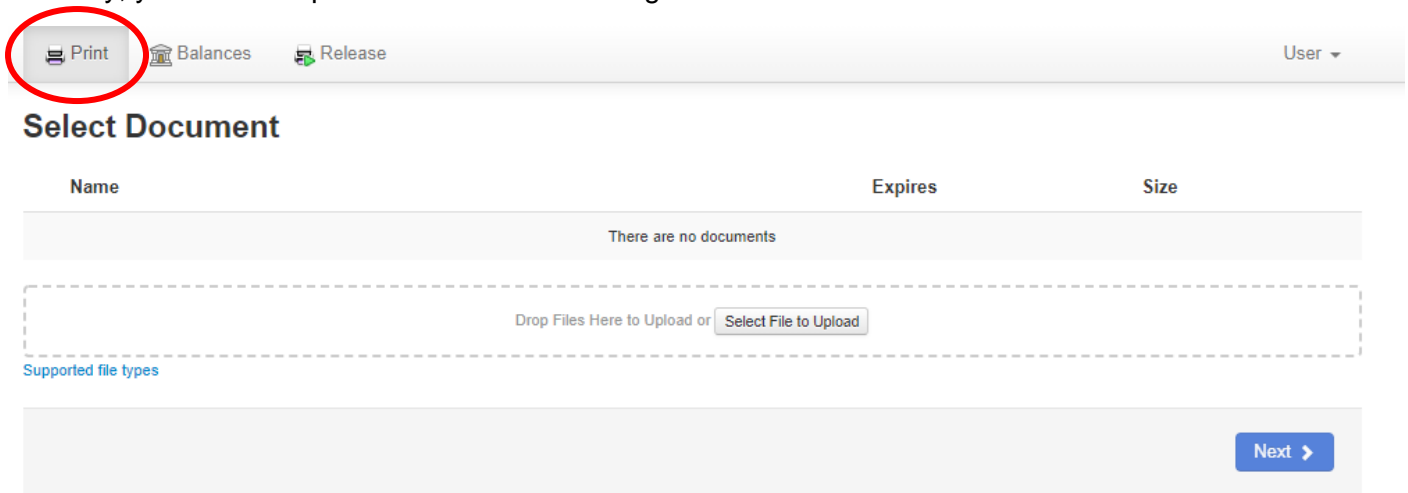 Print Balances Release User
Select Document
Name Expires Size
There are no documents
Drop Files Here to Upload or Select File to Upload
Supported file types
Next